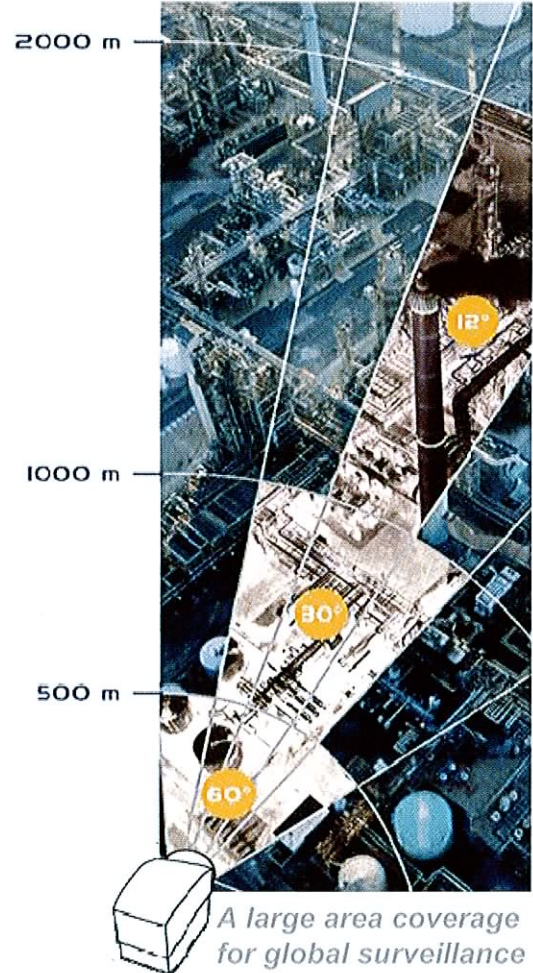 2000 m
12°
1000 m
30°
500 m
60°
A large area coverage
for global surveillance